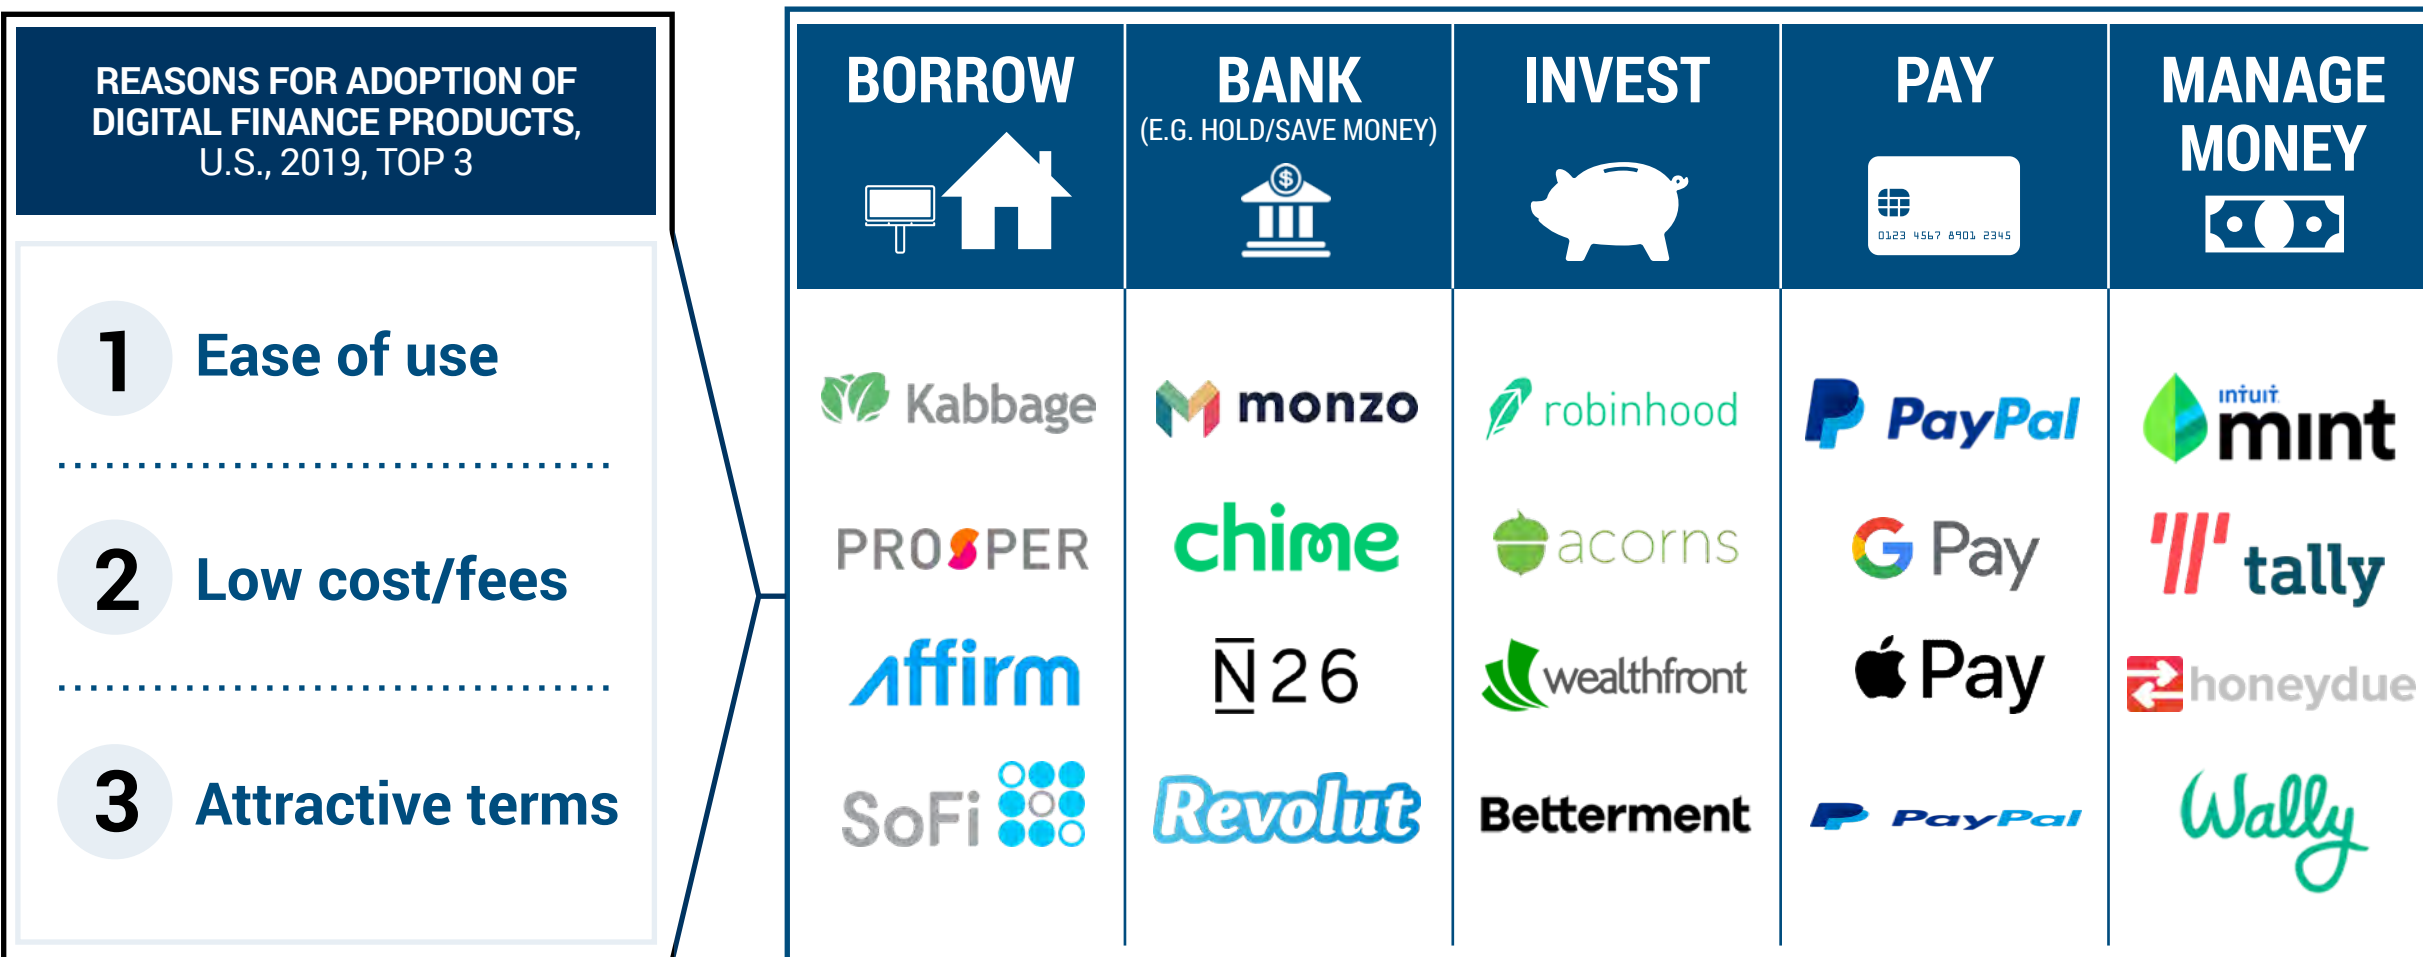 REASONS FOR ADOPTION OF
DIGITAL FINANCE PRODUCTS,
U.S., 2019, TOP 3
1 Ease of use
2 Low cost/fees
3 Attractive terms
BORROW
Kabbage
PROSPER
affirm
SoFi
BANK
(E.G. HOLD/SAVE MONEY)
$
monzo
chime
N26
Revolut
INVEST
robinhood
acorns
wealthfront
Betterment
PAY
0123 4567 8901 2345
PayPal
G Pay
Pay
PayPal
MANAGE
MONEY
intuit
mint
tally
honeydue
Wally